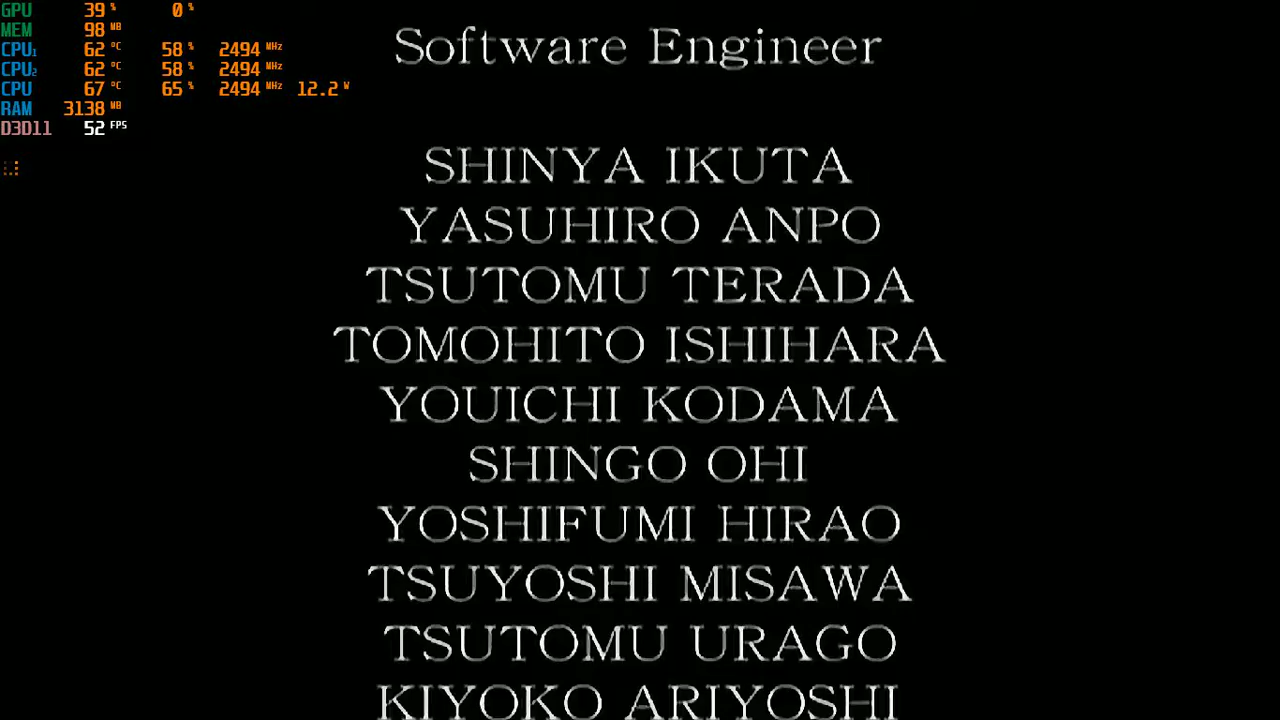 GPU 39 % 0 %
MEM 98 MB
CPU1 62 °C 58 % 2494 MHz
CPU2 62 °C 58 % 2494 MHz
CPU 67 °C 65 % 2494 MHz 12.2 W
RAM 3138 MB
D3D11 52 FPS
Software Engineer
SHINYA IKUTA
YASUHIRO ANPO
TSUTOMU TERADA
TOMOHITO ISHIHARA
YOUICHI KODAMA
SHINGO OHI
YOSHIFUMI HIRAO
TSUYOSHI MISAWA
TSUTOMU URAGO
KIYOKO ARIYOSHI